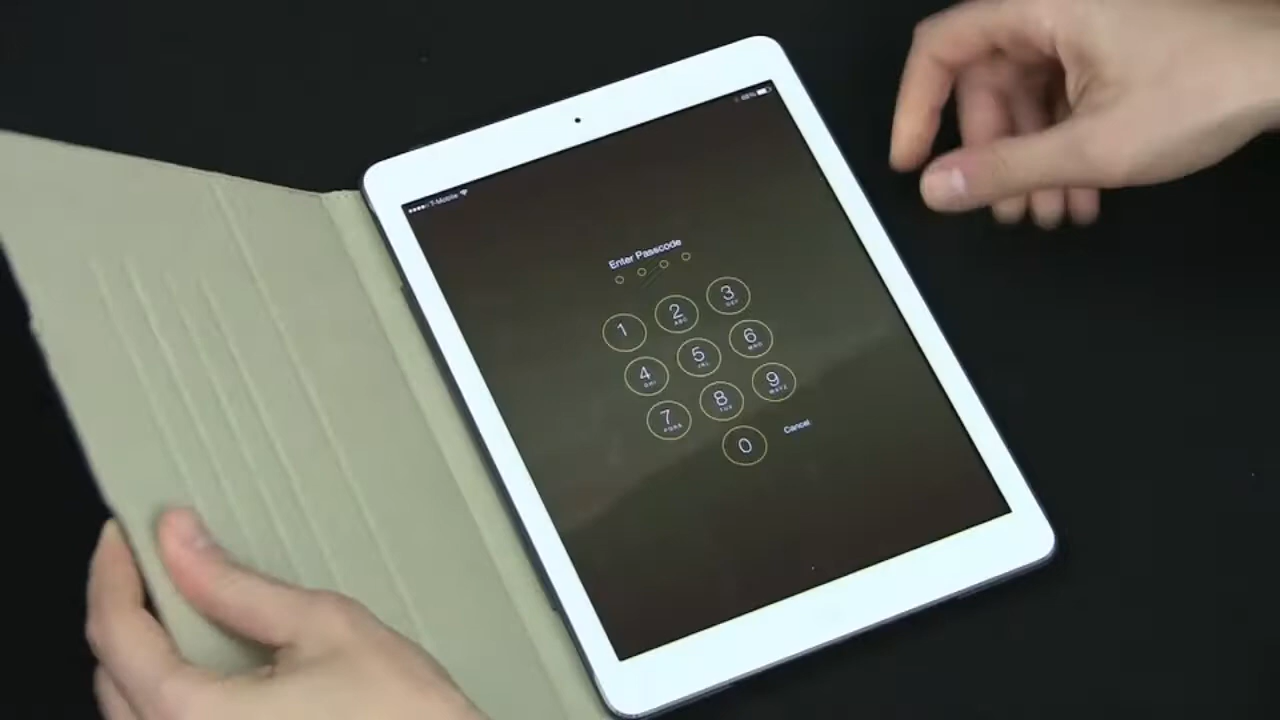 T-Mobile 48%
Enter Passcode
1 2 ABC 3 DEF
4 GHI 5 JKL 6 MNO
7 PQRS 8 TUV 9 WXYZ
0 Cancel